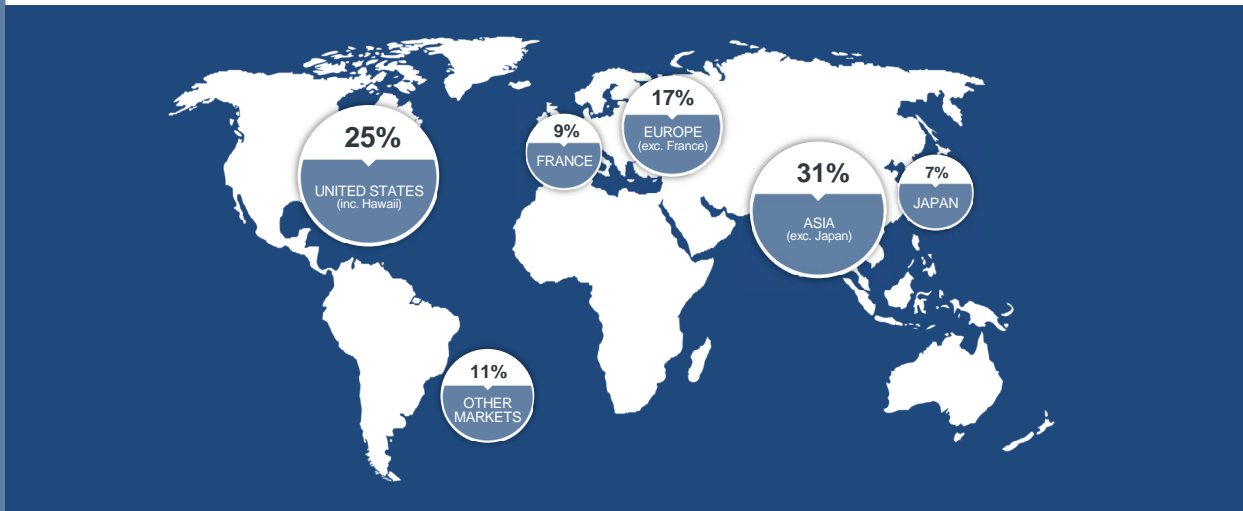 25%
UNITED STATES
(inc. Hawaii)
9%
FRANCE
17%
EUROPE
(exc. France)
31%
ASIA
(exc. Japan)
7%
JAPAN
11%
OTHER
MARKETS